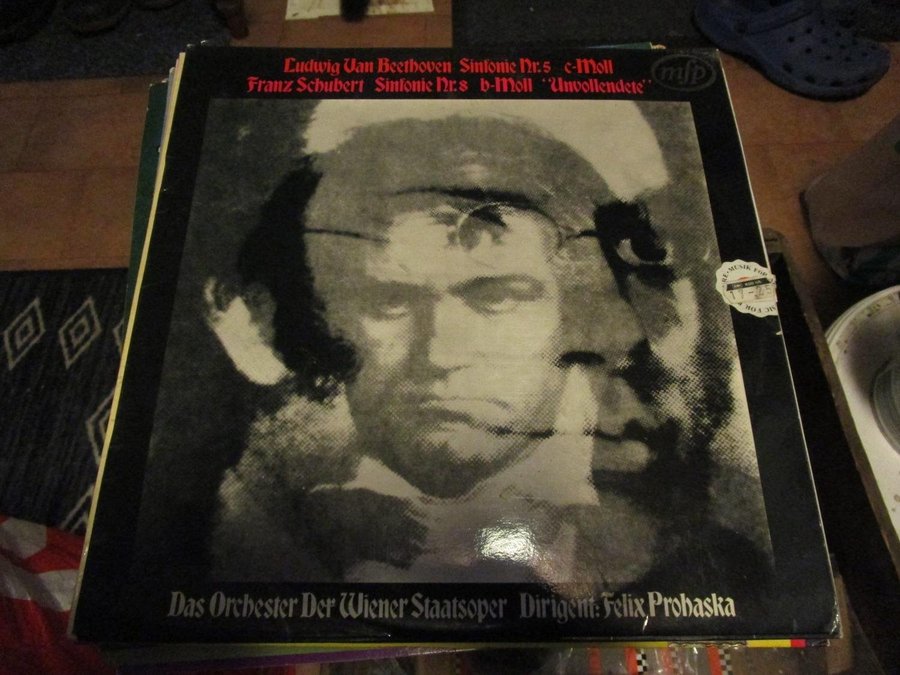 Ludwig Van Beethoven Sinfonie Nr.5 c-Moll
Franz Schubert Sinfonie Nr.8 b-Moll "Unvollendete"
mfp
Das Orchester Der Wiener Staatsoper Dirigent: Felix Prohaska